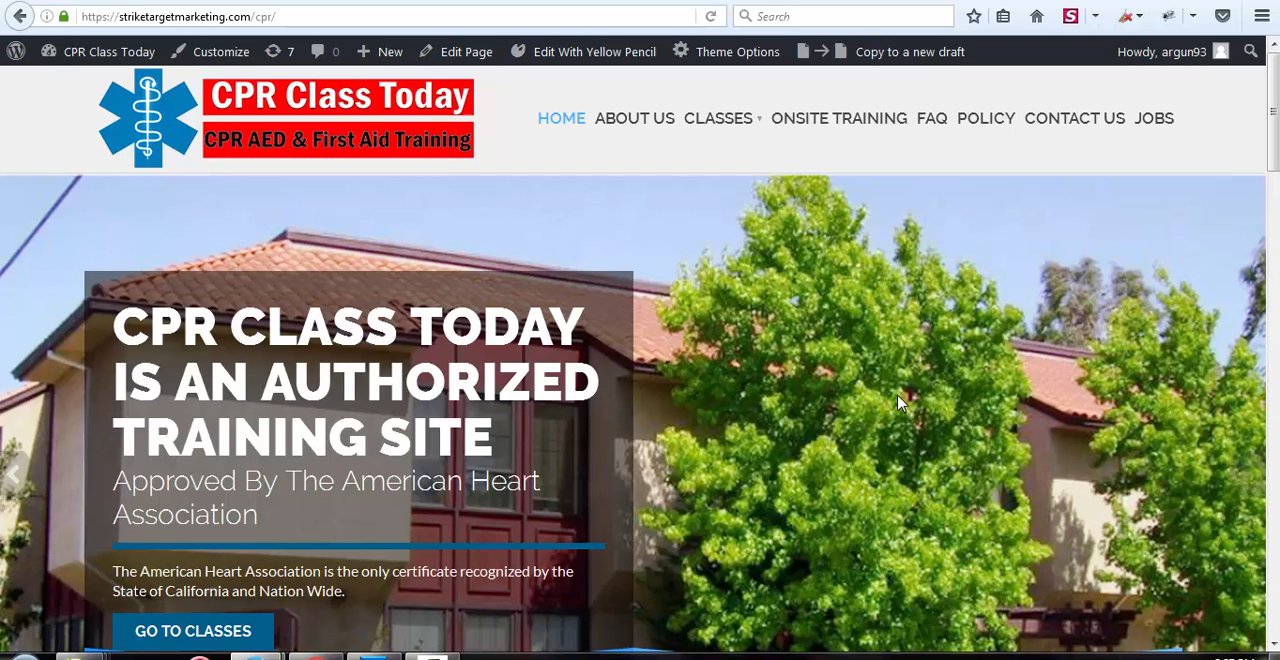 https://striketargetmarketing.com/cpr/
Search
CPR Class Today Customize 7 0 New Edit Page Edit With Yellow Pencil Theme Options Copy to a new draft Howdy, argun93
CPR Class Today
CPR AED & First Aid Training
HOME ABOUT US CLASSES ONSITE TRAINING FAQ POLICY CONTACT US JOBS
CPR CLASS TODAY
IS AN AUTHORIZED
TRAINING SITE
Approved By The American Heart
Association
The American Heart Association is the only certificate recognized by the
State of California and Nation Wide.
GO TO CLASSES